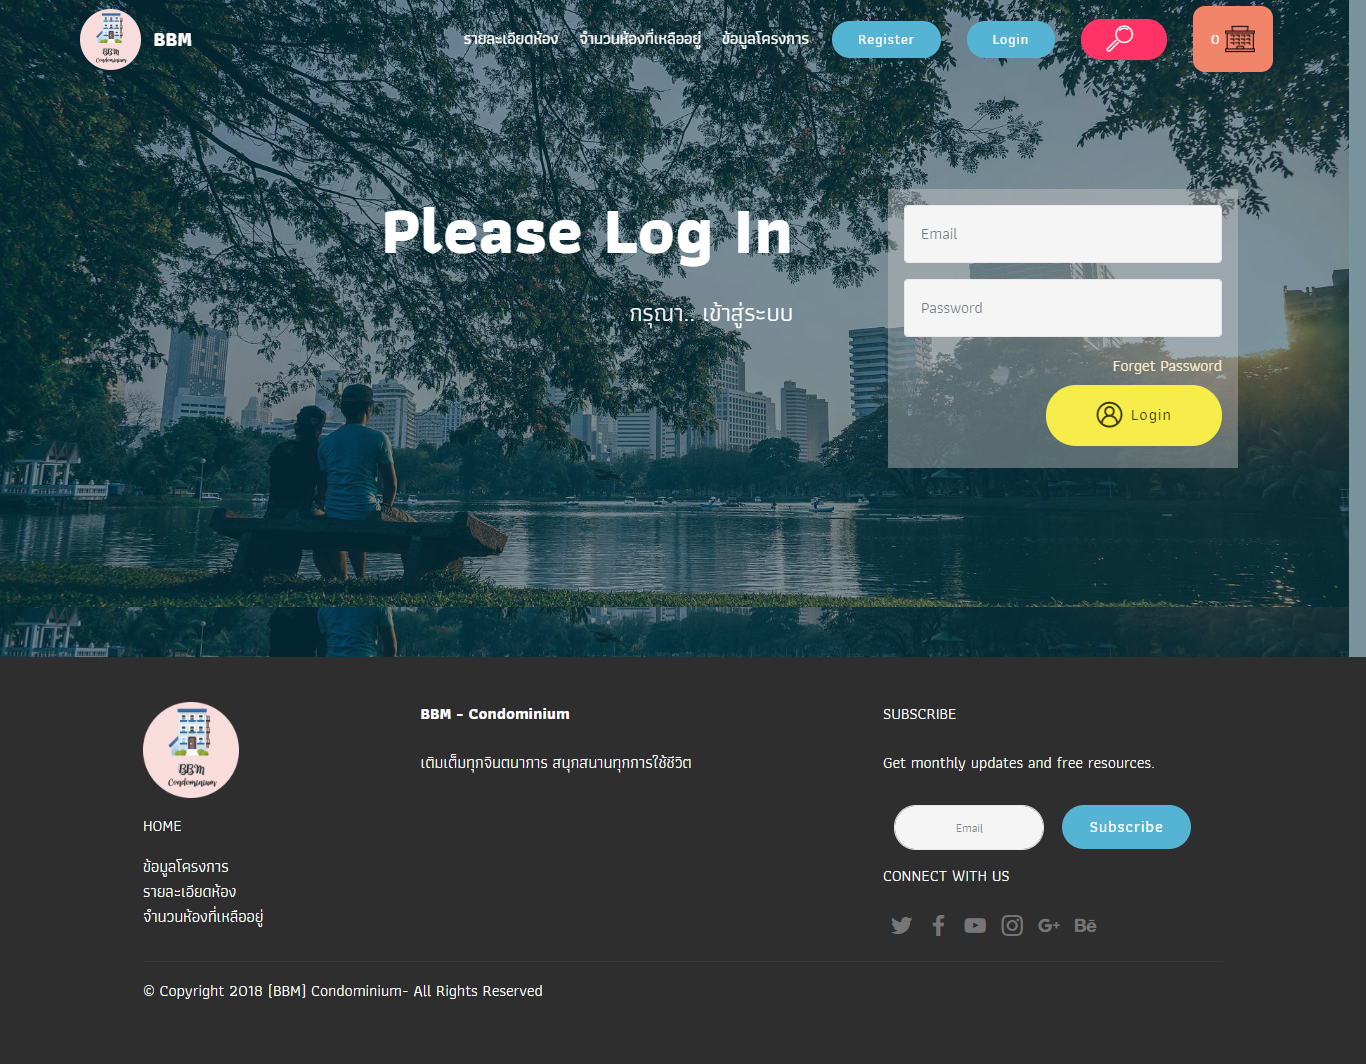 BBM
Condominium
BBM
รายละเอียดห้อง
จำนวนห้องที่เหลืออยู่
ข้อมูลโครงการ
Register
Login
0
Please Log In
กรุณา.. เข้าสู่ระบบ
Email
Password
Forget Password
Login
BBM
Condominium
HOME
ข้อมูลโครงการ
รายละเอียดห้อง
จำนวนห้องที่เหลืออยู่
BBM - Condominium
เติมเต็มทุกจินตนาการ สนุกสนานทุกการใช้ชีวิต
SUBSCRIBE
Get monthly updates and free resources.
Email
Subscribe
CONNECT WITH US
G+
Bē
© Copyright 2018 [BBM] Condominium- All Rights Reserved